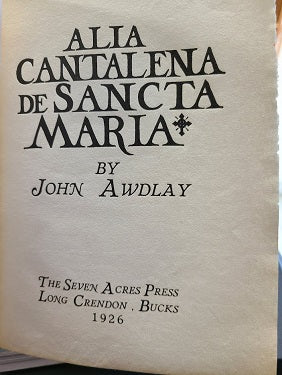 ALIA
CANTALENA
DE SANCTA
MARIA
BY
JOHN AWDLAY
THE SEVEN ACRES PRESS
LONG CRENDON . BUCKS
1926